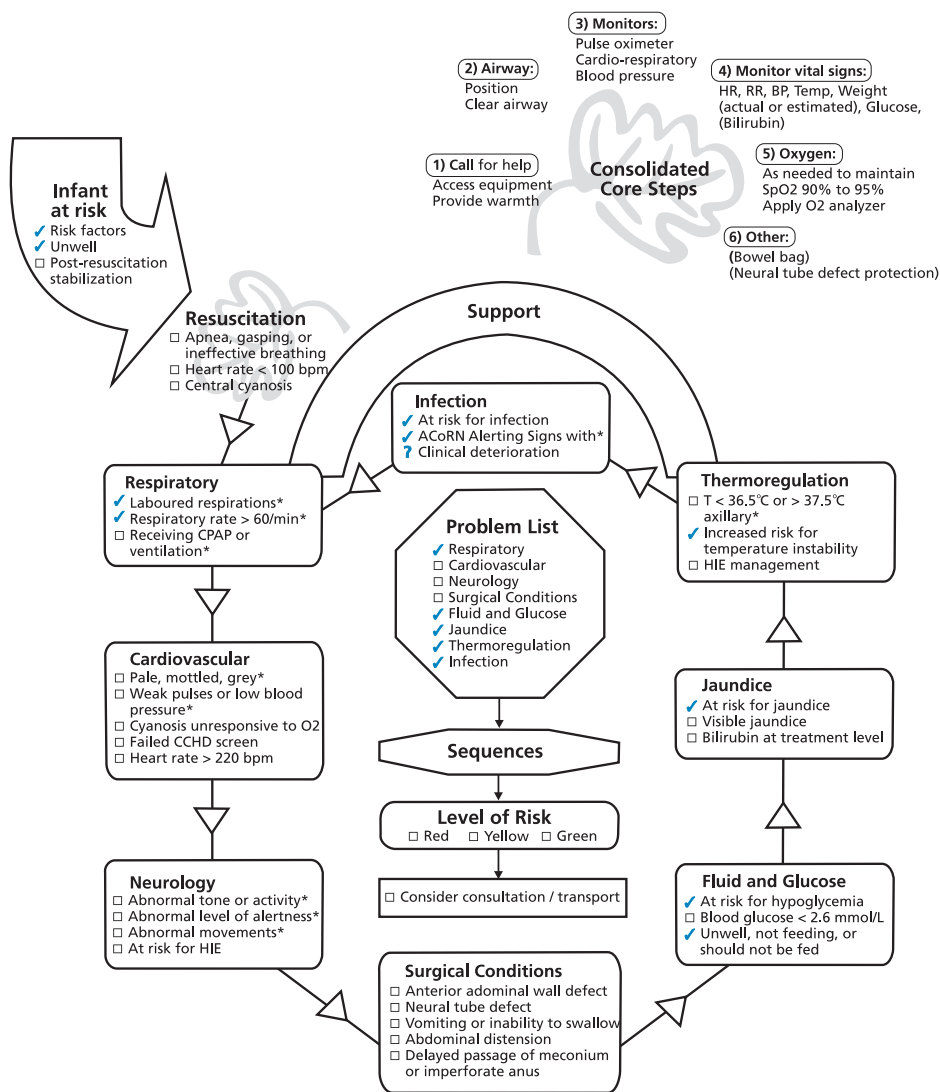 3) Monitors:
Pulse oximeter
Cardio-respiratory
Blood pressure
2) Airway:
Position
Clear airway
4) Monitor vital signs:
HR, RR, BP, Temp, Weight
(actual or estimated), Glucose,
(Bilirubin)
1) Call for help
Access equipment
Provide warmth
Consolidated
Core Steps
5) Oxygen:
As needed to maintain
SpO2 90% to 95%
Apply O2 analyzer
6) Other:
(Bowel bag)
(Neural tube defect protection)
Infant
at risk
✓ Risk factors
✓ Unwell
□ Post-resuscitation
stabilization
Resuscitation
□ Apnea, gasping, or
ineffective breathing
□ Heart rate < 100 bpm
□ Central cyanosis
Support
Infection
✓ At risk for infection
✓ ACoRN Alerting Signs with*
? Clinical deterioration
Respiratory
✓ Laboured respirations*
✓ Respiratory rate > 60/min*
□ Receiving CPAP or
ventilation*
Thermoregulation
□ T < 36.5℃ or > 37.5℃
axillary*
✓ Increased risk for
temperature instability
□ HIE management
Problem List
✓ Respiratory
□ Cardiovascular
□ Neurology
□ Surgical Conditions
✓ Fluid and Glucose
✓ Jaundice
✓ Thermoregulation
✓ Infection
Cardiovascular
□ Pale, mottled, grey*
□ Weak pulses or low blood
pressure*
□ Cyanosis unresponsive to O2
□ Failed CCHD screen
□ Heart rate > 220 bpm
Jaundice
✓ At risk for jaundice
□ Visible jaundice
□ Bilirubin at treatment level
Sequences
Level of Risk
□ Red □ Yellow □ Green
□ Consider consultation / transport
Neurology
□ Abnormal tone or activity*
□ Abnormal level of alertness*
□ Abnormal movements*
□ At risk for HIE
Fluid and Glucose
✓ At risk for hypoglycemia
□ Blood glucose < 2.6 mmol/L
✓ Unwell, not feeding, or
should not be fed
Surgical Conditions
□ Anterior adominal wall defect
□ Neural tube defect
□ Vomiting or inability to swallow
□ Abdominal distension
□ Delayed passage of meconium
or imperforate anus